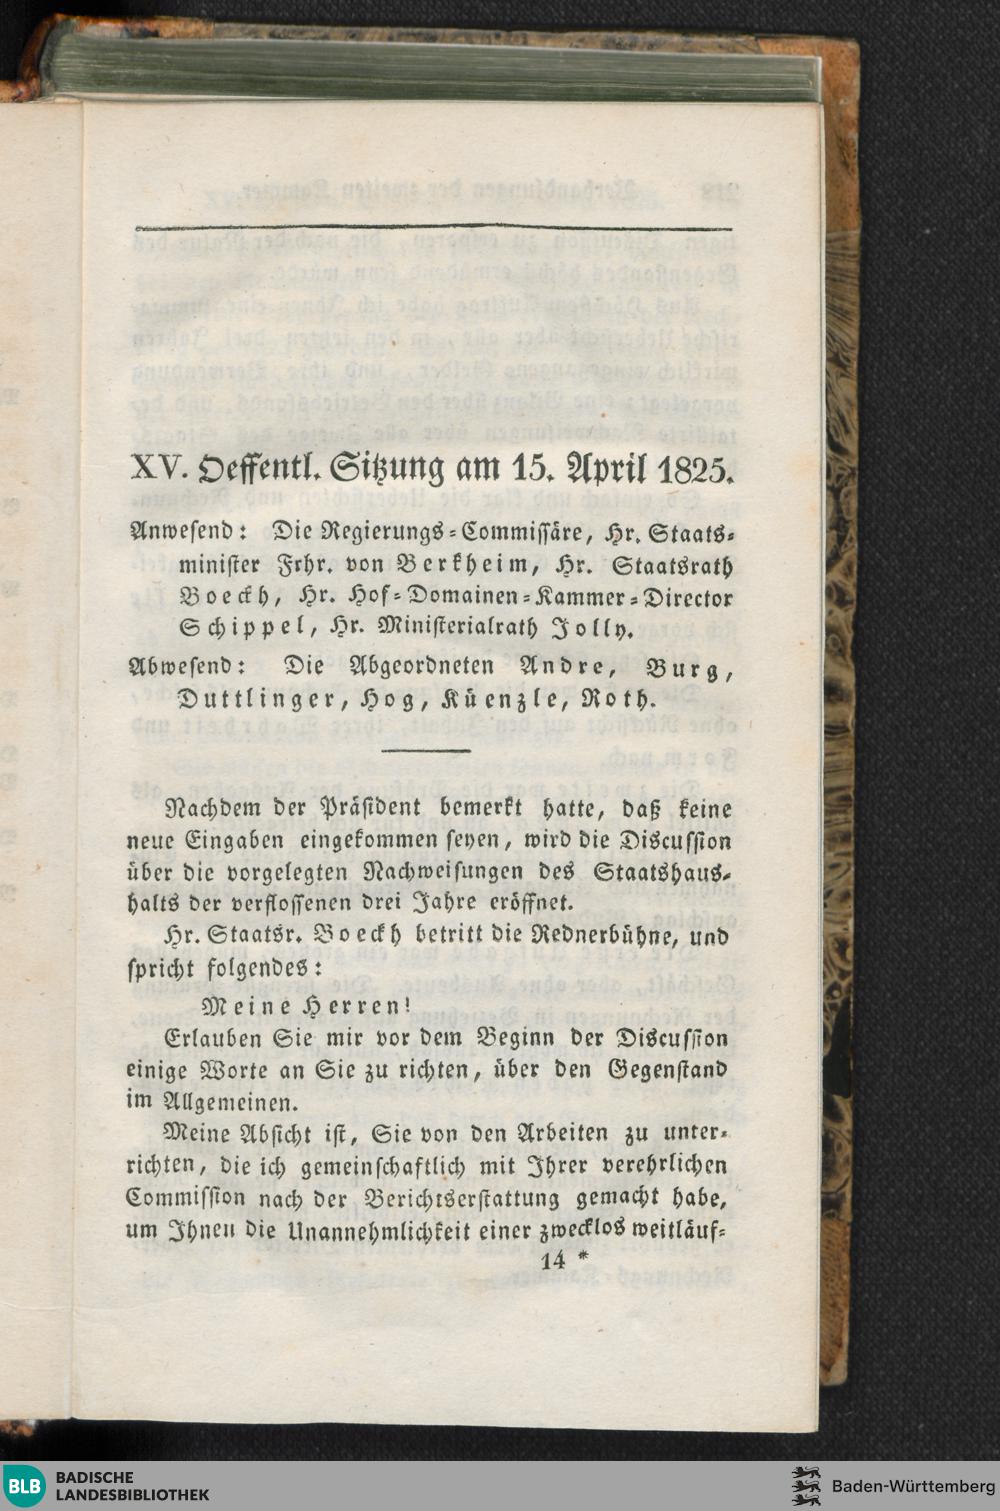 XV. Oeffentl. Sitzung am 15. April 1825.
Anwesend: Die Regierungs-Commissäre, Hr. Staats-
minister Frhr. von Berkheim, Hr. Staatsrath
Boeckh, Hr. Hof-Domainen-Kammer-Director
Schippel, Hr. Ministerialrath Jolly.
Abwesend: Die Abgeordneten Andre, Burg,
Duttlinger, Hog, Küenzle, Roth.
Nachdem der Präsident bemerkt hatte, daß keine
neue Eingaben eingekommen seyen, wird die Discussion
über die vorgelegten Nachweisungen des Staatshaus-
halts der verflossenen drei Jahre eröffnet.
Hr. Staatsr. Boeckh betritt die Rednerbühne, und
spricht folgendes:
Meine Herren!
Erlauben Sie mir vor dem Beginn der Discussion
einige Worte an Sie zu richten, über den Gegenstand
im Allgemeinen.
Meine Absicht ist, Sie von den Arbeiten zu unter-
richten, die ich gemeinschaftlich mit Ihrer verehrlichen
Commission nach der Berichtserstattung gemacht habe,
um Ihnen die Unannehmlichkeit einer zwecklos weitläuf-
14 *
BLB BADISCHE
LANDESBIBLIOTHEK
Baden-Württemberg